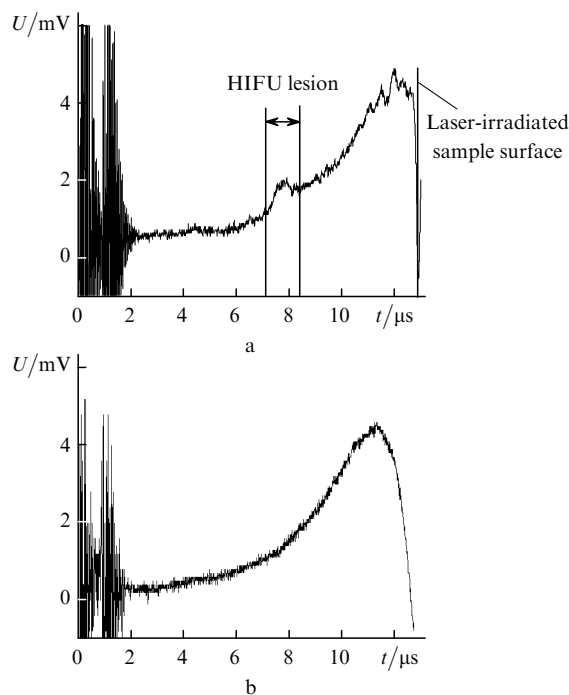 U/mV
HIFU lesion
Laser-irradiated
sample surface
4
2
0
0 2 4 6 8 10 t/μs
a
U/mV
4
2
0
0 2 4 6 8 10 t/μs
b